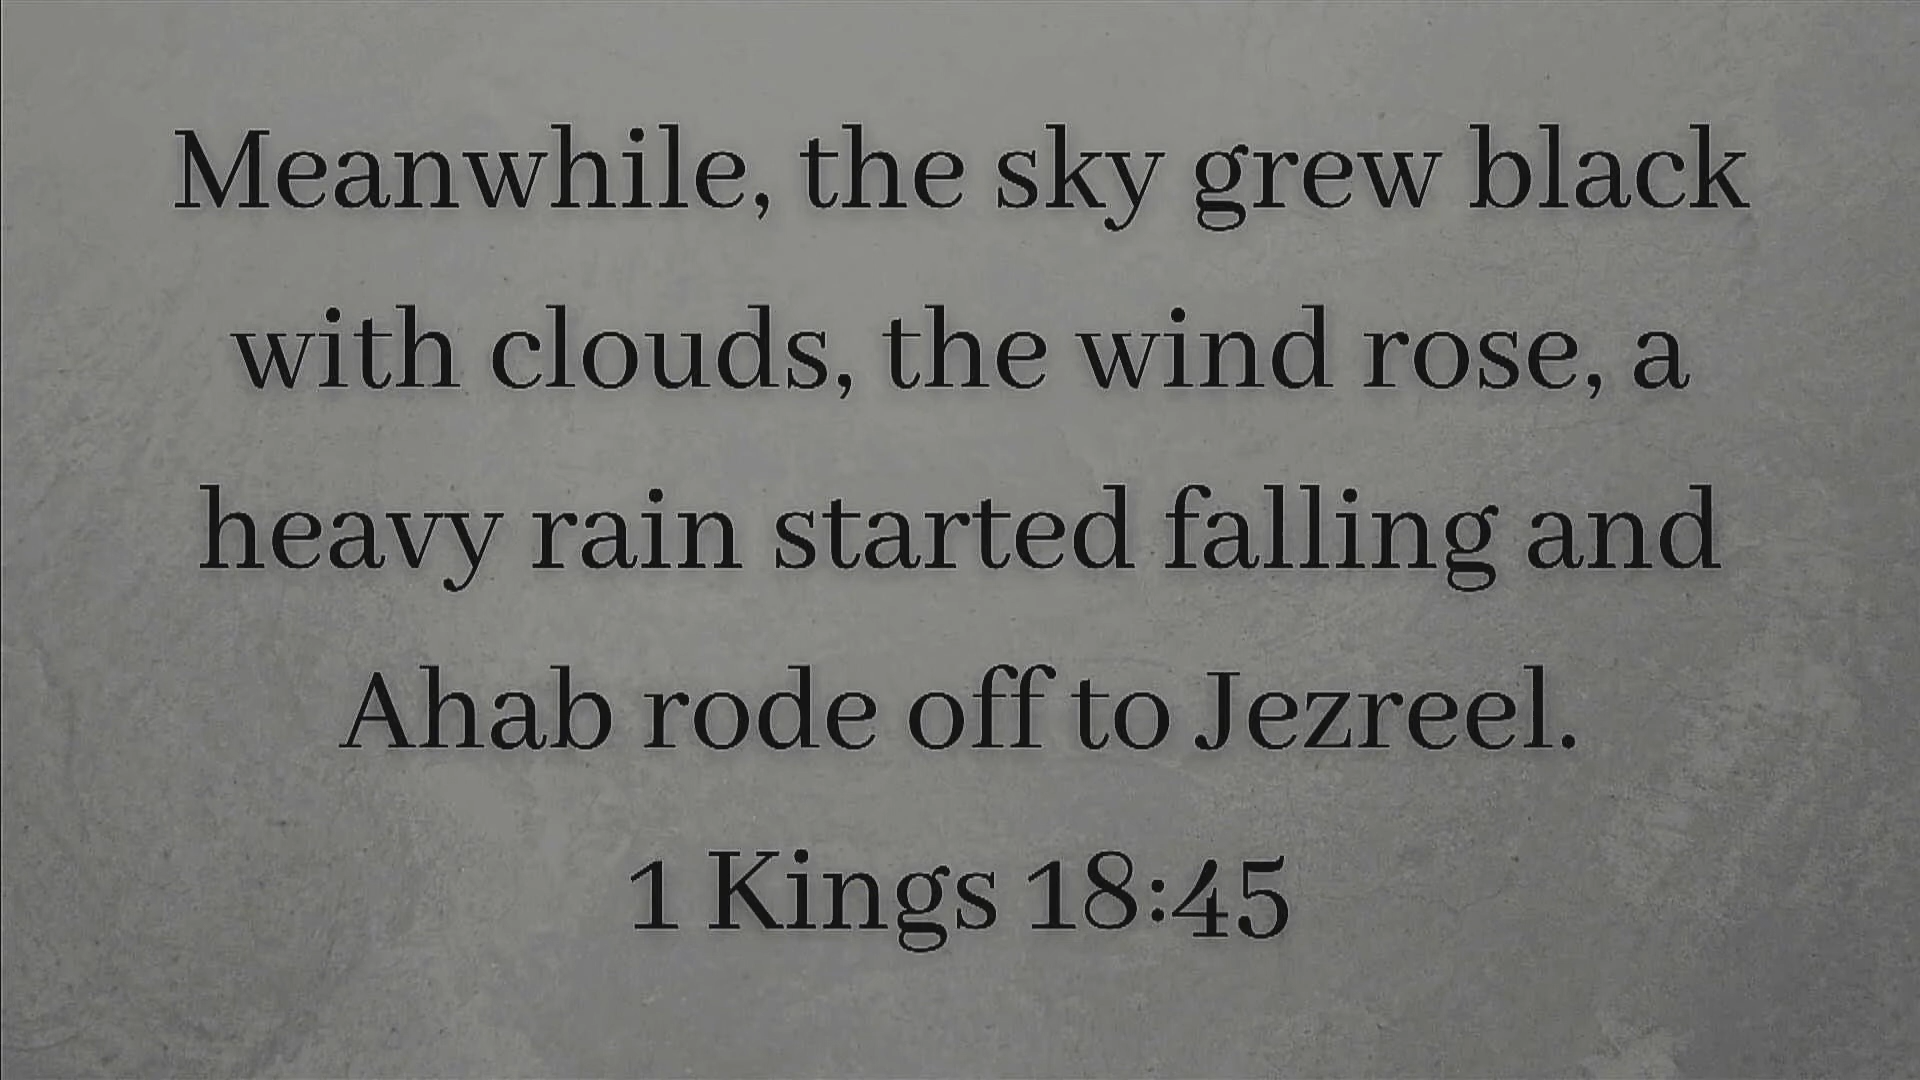 Meanwhile, the sky grew black
with clouds, the wind rose, a
heavy rain started falling and
Ahab rode off to Jezreel.
1 Kings 18:45